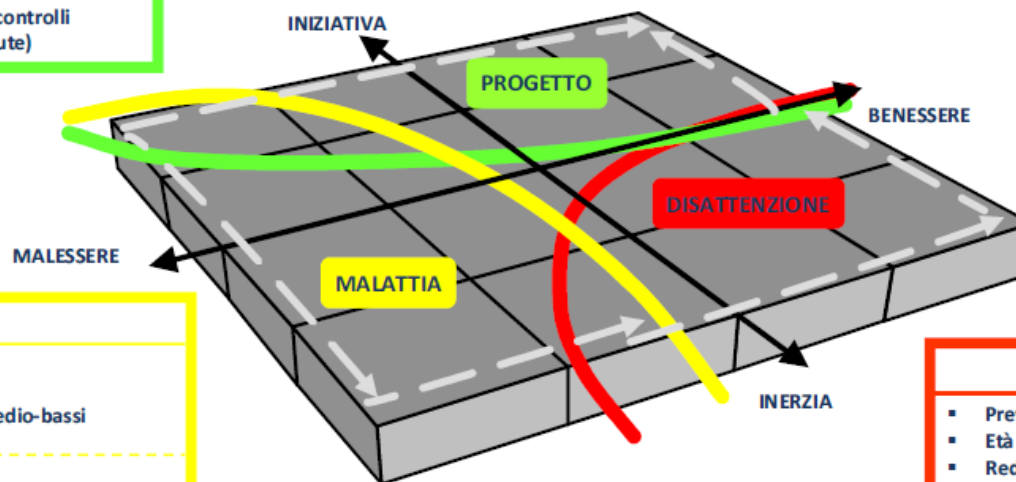 controlli
ute)
INIZIATIVA
PROGETTO
BENESSERE
DISATTENZIONE
MALESSERE
MALATTIA
INERZIA
edio-bassi
▪ Pre
▪ Età
▪ Red